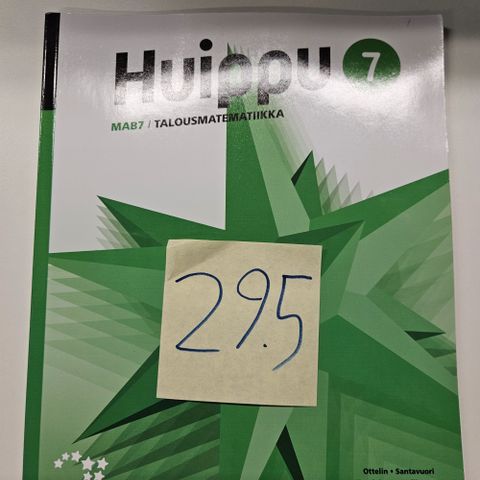 Huippu 7
MAB7 / TALOUSMATEMATIIKKA
29.5
Ottelin • Santavuori